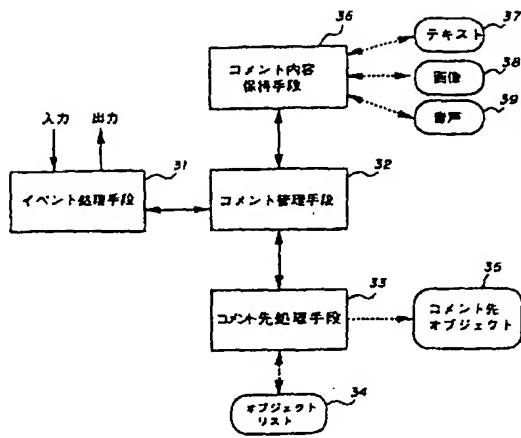 36
コメント内容
保持手段
37
テキスト
38
画像
39
音声
入力
出力
31
イベント処理手段
32
コメント管理手段
33
コメント先処理手段
35
コメント先
オブジェクト
34
オブジェクト
リスト